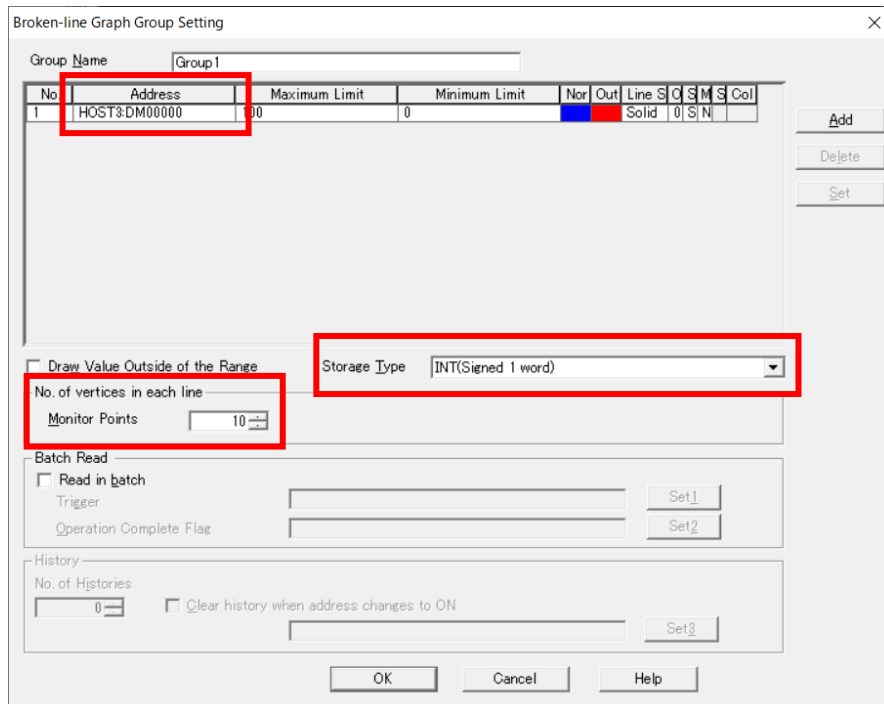 Broken-line Graph Group Setting
Group Name Group1
No. Address Maximum Limit Minimum Limit Nor Out Line S O S M S Col
1 HOST3:DM00000 100 0 Solid 0 S N
Add
Delete
Set
Draw Value Outside of the Range
Storage Type INT(Signed 1 word)
No. of vertices in each line
Monitor Points 10
Batch Read
Read in batch
Trigger Set1
Operation Complete Flag Set2
History
No. of Histories
0 Clear history when address changes to ON
Set3
OK Cancel Help